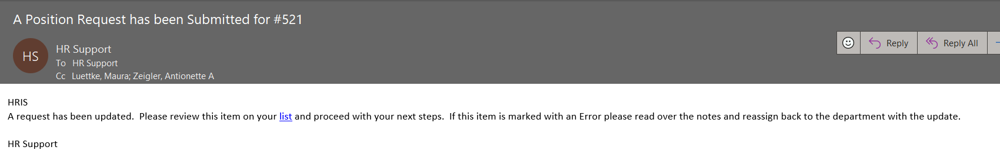 A Position Request has been Submitted for #521
HS
HR Support
To HR Support
Cc Luettke, Maura; Zeigler, Antionette A
Reply
Reply All
HRIS
A request has been updated.  Please review this item on your list and proceed with your next steps.  If this item is marked with an Error please read over the notes and reassign back to the department with the update.
HR Support